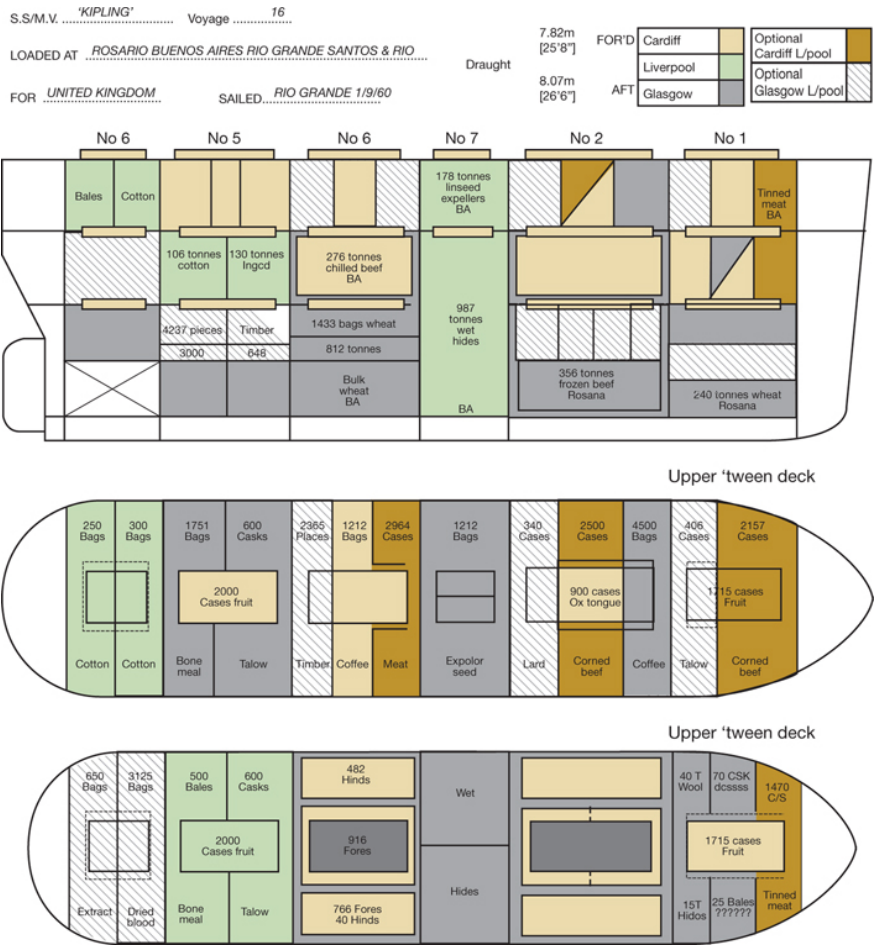 S.S/M.V. 'KIPLING' Voyage 16
LOADED AT ROSARIO BUENOS AIRES RIO GRANDE SANTOS & RIO
FOR UNITED KINGDOM SAILED RIO GRANDE 1/9/60
Draught
7.82m
[25'8"]
8.07m
[26'6"]
FOR'D
AFT
Cardiff
Liverpool
Glasgow
Optional
Cardiff L/pool
Optional
Glasgow L/pool
No 6 No 5 No 6 No 7 No 2 No 1
Bales Cotton
178 tonnes
linseed
expellers
BA
Tinned
meat
BA
106 tonnes
cotton
130 tonnes
lngcd
276 tonnes
chilled beef
BA
987
tonnes
wet
hides
BA
4237 pieces Timber
3000 648
1433 bags wheat
812 tonnes
Bulk
wheat
BA
356 tonnes
frozen beef
Rosana
240 tonnes wheat
Rosana
Upper 'tween deck
250
Bags
300
Bags
1751
Bags
600
Casks
2365
Places
1212
Bags
2964
Cases
1212
Bags
340
Cases
2500
Cases
4500
Bags
406
Cases
2157
Cases
2000
Cases fruit
900 cases
Ox tongue
1715 cases
Fruit
Cotton Cotton
Bone
meal
Talow
Timber Coffee Meat
Expolor
seed
Lard
Corned
beef
Coffee Talow
Corned
beef
Upper 'tween deck
650
Bags
3125
Bags
500
Bales
600
Casks
482
Hinds
Wet
40 T
Wool
70 CSK
dcssss
1470
C/S
2000
Cases fruit
916
Fores
1715 cases
Fruit
Hides
Extract
Dried
blood
Bone
meal
Talow
766 Fores
40 Hinds
15T
Hidos
25 Bales
??????
Tinned
meat